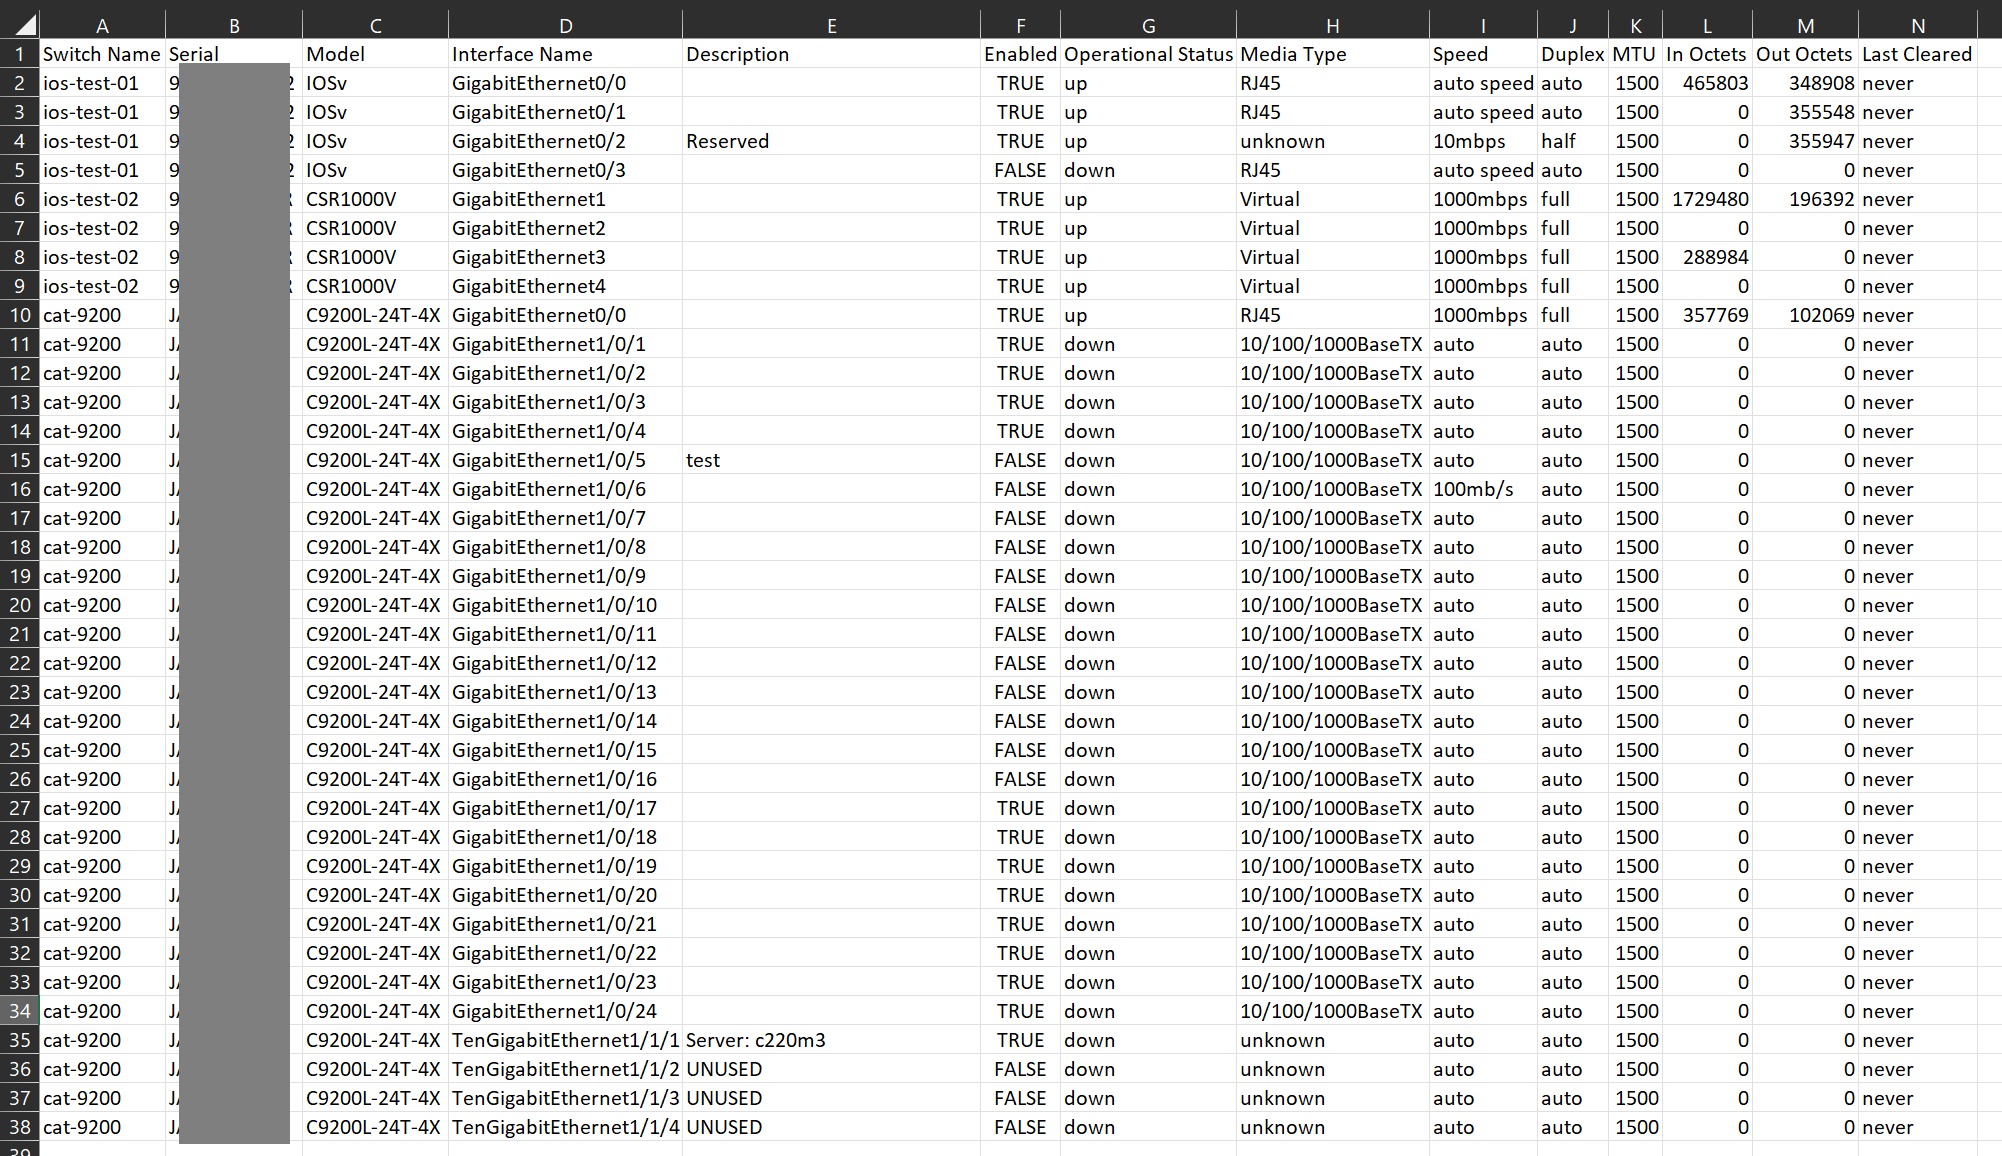 A B C D E F G H I J K L M N
1 Switch Name Serial Model Interface Name Description Enabled Operational Status Media Type Speed Duplex MTU In Octets Out Octets Last Cleared
2 ios-test-01 9 2 IOSv GigabitEthernet0/0 TRUE up RJ45 auto speed auto 1500 465803 348908 never
3 ios-test-01 9 2 IOSv GigabitEthernet0/1 TRUE up RJ45 auto speed auto 1500 0 355548 never
4 ios-test-01 9 2 IOSv GigabitEthernet0/2 Reserved TRUE up unknown 10mbps half 1500 0 355947 never
5 ios-test-01 9 2 IOSv GigabitEthernet0/3 FALSE down RJ45 auto speed auto 1500 0 0 never
6 ios-test-02 9 CSR1000V GigabitEthernet1 TRUE up Virtual 1000mbps full 1500 1729480 196392 never
7 ios-test-02 9 CSR1000V GigabitEthernet2 TRUE up Virtual 1000mbps full 1500 0 0 never
8 ios-test-02 9 CSR1000V GigabitEthernet3 TRUE up Virtual 1000mbps full 1500 288984 0 never
9 ios-test-02 9 CSR1000V GigabitEthernet4 TRUE up Virtual 1000mbps full 1500 0 0 never
10 cat-9200 J C9200L-24T-4X GigabitEthernet0/0 TRUE up RJ45 1000mbps full 1500 357769 102069 never
11 cat-9200 J C9200L-24T-4X GigabitEthernet1/0/1 TRUE down 10/100/1000BaseTX auto auto 1500 0 0 never
12 cat-9200 J C9200L-24T-4X GigabitEthernet1/0/2 TRUE down 10/100/1000BaseTX auto auto 1500 0 0 never
13 cat-9200 J C9200L-24T-4X GigabitEthernet1/0/3 TRUE down 10/100/1000BaseTX auto auto 1500 0 0 never
14 cat-9200 J C9200L-24T-4X GigabitEthernet1/0/4 TRUE down 10/100/1000BaseTX auto auto 1500 0 0 never
15 cat-9200 J C9200L-24T-4X GigabitEthernet1/0/5 test FALSE down 10/100/1000BaseTX auto auto 1500 0 0 never
16 cat-9200 J C9200L-24T-4X GigabitEthernet1/0/6 FALSE down 10/100/1000BaseTX 100mb/s auto 1500 0 0 never
17 cat-9200 J C9200L-24T-4X GigabitEthernet1/0/7 FALSE down 10/100/1000BaseTX auto auto 1500 0 0 never
18 cat-9200 J C9200L-24T-4X GigabitEthernet1/0/8 FALSE down 10/100/1000BaseTX auto auto 1500 0 0 never
19 cat-9200 J C9200L-24T-4X GigabitEthernet1/0/9 FALSE down 10/100/1000BaseTX auto auto 1500 0 0 never
20 cat-9200 J C9200L-24T-4X GigabitEthernet1/0/10 FALSE down 10/100/1000BaseTX auto auto 1500 0 0 never
21 cat-9200 J C9200L-24T-4X GigabitEthernet1/0/11 FALSE down 10/100/1000BaseTX auto auto 1500 0 0 never
22 cat-9200 J C9200L-24T-4X GigabitEthernet1/0/12 FALSE down 10/100/1000BaseTX auto auto 1500 0 0 never
23 cat-9200 J C9200L-24T-4X GigabitEthernet1/0/13 FALSE down 10/100/1000BaseTX auto auto 1500 0 0 never
24 cat-9200 J C9200L-24T-4X GigabitEthernet1/0/14 FALSE down 10/100/1000BaseTX auto auto 1500 0 0 never
25 cat-9200 J C9200L-24T-4X GigabitEthernet1/0/15 FALSE down 10/100/1000BaseTX auto auto 1500 0 0 never
26 cat-9200 J C9200L-24T-4X GigabitEthernet1/0/16 FALSE down 10/100/1000BaseTX auto auto 1500 0 0 never
27 cat-9200 J C9200L-24T-4X GigabitEthernet1/0/17 TRUE down 10/100/1000BaseTX auto auto 1500 0 0 never
28 cat-9200 J C9200L-24T-4X GigabitEthernet1/0/18 TRUE down 10/100/1000BaseTX auto auto 1500 0 0 never
29 cat-9200 J C9200L-24T-4X GigabitEthernet1/0/19 TRUE down 10/100/1000BaseTX auto auto 1500 0 0 never
30 cat-9200 J C9200L-24T-4X GigabitEthernet1/0/20 TRUE down 10/100/1000BaseTX auto auto 1500 0 0 never
31 cat-9200 J C9200L-24T-4X GigabitEthernet1/0/21 TRUE down 10/100/1000BaseTX auto auto 1500 0 0 never
32 cat-9200 J C9200L-24T-4X GigabitEthernet1/0/22 TRUE down 10/100/1000BaseTX auto auto 1500 0 0 never
33 cat-9200 J C9200L-24T-4X GigabitEthernet1/0/23 TRUE down 10/100/1000BaseTX auto auto 1500 0 0 never
34 cat-9200 J C9200L-24T-4X GigabitEthernet1/0/24 TRUE down 10/100/1000BaseTX auto auto 1500 0 0 never
35 cat-9200 J C9200L-24T-4X TenGigabitEthernet1/1/1 Server: c220m3 TRUE down unknown auto auto 1500 0 0 never
36 cat-9200 J C9200L-24T-4X TenGigabitEthernet1/1/2 UNUSED FALSE down unknown auto auto 1500 0 0 never
37 cat-9200 J C9200L-24T-4X TenGigabitEthernet1/1/3 UNUSED FALSE down unknown auto auto 1500 0 0 never
38 cat-9200 J C9200L-24T-4X TenGigabitEthernet1/1/4 UNUSED FALSE down unknown auto auto 1500 0 0 never